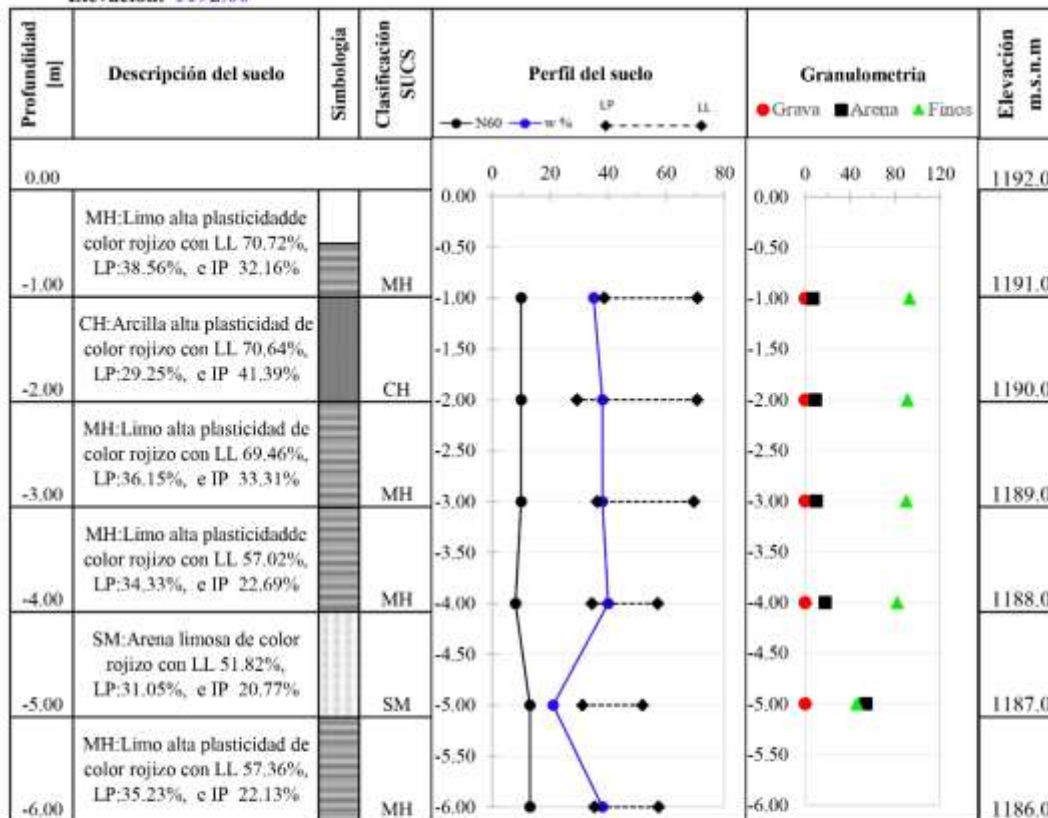 Elevación: 1192.00
Profundidad [m]
Descripción del suelo
Simbología
Clasificación SUCS
Perfil del suelo
N60 w % LP LL
Granulometria
Grava Arena Finos
Elevación m.s.n.m
0.00
0 20 40 60 80
0 40 80 120
1192.0
0.00
0.00
MH:Limo alta plasticidadde
color rojizo con LL 70.72%,
LP:38.56%, e IP 32.16%
-0.50
-0.50
-1.00
MH
-1.00
-1.00
1191.0
CH:Arcilla alta plasticidad de
color rojizo con LL 70.64%,
LP:29.25%, e IP 41.39%
-1.50
-1.50
-2.00
CH
-2.00
-2.00
1190.0
MH:Limo alta plasticidad de
color rojizo con LL 69.46%,
LP:36.15%, e IP 33.31%
-2.50
-2.50
-3.00
MH
-3.00
-3.00
1189.0
MH:Limo alta plasticidadde
color rojizo con LL 57.02%,
LP:34.33%, e IP 22.69%
-3.50
-3.50
-4.00
MH
-4.00
-4.00
1188.0
SM:Arena limosa de color
rojizo con LL 51.82%,
LP:31.05%, e IP 20.77%
-4.50
-4.50
-5.00
SM
-5.00
-5.00
1187.0
MH:Limo alta plasticidad de
color rojizo con LL 57.36%,
LP:35.23%, e IP 22.13%
-5.50
-5.50
-6.00
MH
-6.00
-6.00
1186.0